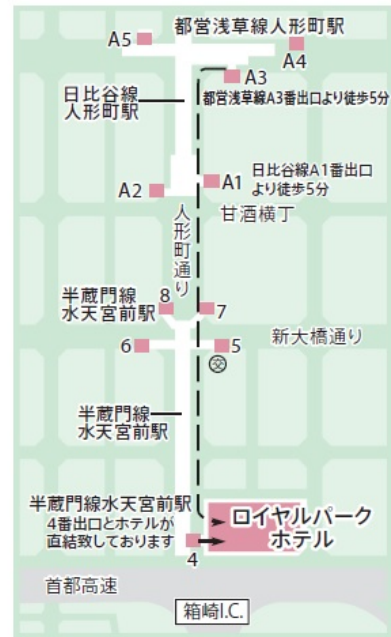 都営浅草線人形町駅
A5
A4
A3
都営浅草線A3番出口より徒歩5分
日比谷線
人形町駅
A1
日比谷線A1番出口
より徒歩5分
A2
甘酒横丁
人形町通り
半蔵門線
水天宮前駅
8
7
新大橋通り
6
5
交
半蔵門線
水天宮前駅
半蔵門線水天宮前駅
4番出口とホテルが
直結致しております
4
ロイヤルパーク
ホテル
首都高速
箱崎I.C.